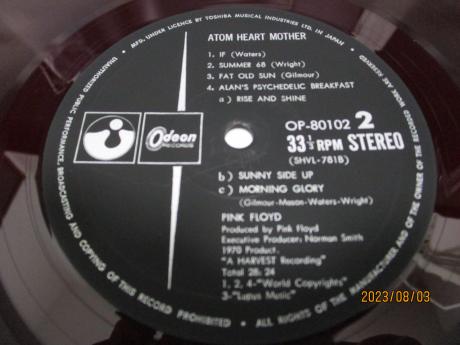 ATOM HEART MOTHER
1. IF (Waters)
2. SUMMER 68 (Wright)
3. FAT OLD SUN (Gilmour)
4. ALAN'S PSYCHEDELIC BREAKFAST
a) RISE AND SHINE
Odeon
RECORDS
OP-80102 2
33 1/3 RPM STEREO
(SHVL-781B)
b) SUNNY SIDE UP
c) MORNING GLORY
(Gilmour-Mason-Waters-Wright)
PINK FLOYD
Produced by Pink Floyd
Executive Producer: Norman Smith
1970 Product.
"A HARVEST Recording"
Total 28: 24
1, 2, 4-"World Copyrights"
3-"Lupus Music"
• MFG. UNDER LICENCE BY TOSHIBA MUSICAL INDUSTRIES LTD. IN JAPAN • ALL RIGHTS OF THE MANUFACTURER AND OF THE OWNER OF THE RECORDED WORK ARE RESERVED
UNAUTHORIZED PUBLIC PERFORMANCE, BROADCASTING AND COPYING OF THIS RECORD PROHIBITED
2023/08/03